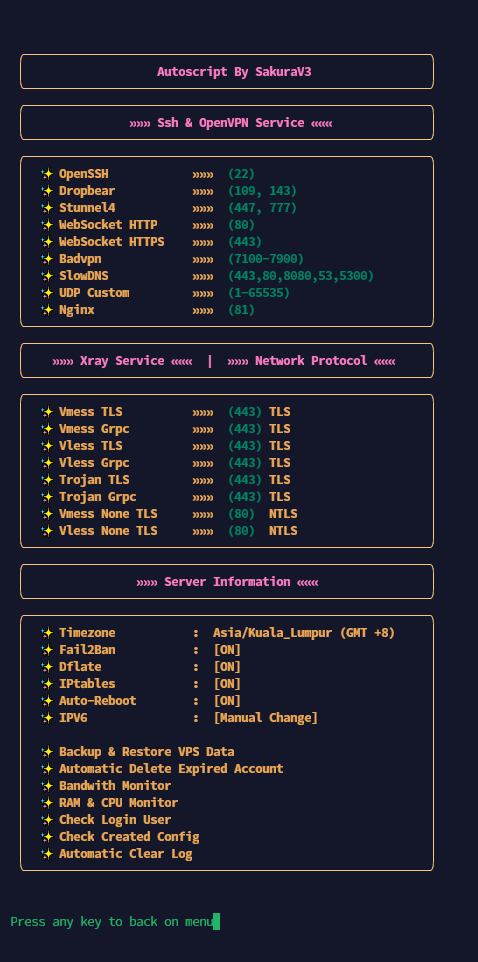 Autoscript By SakuraV3
»»» Ssh & OpenVPN Service «««
✨ OpenSSH »»» (22)
✨ Dropbear »»» (109, 143)
✨ Stunnel4 »»» (447, 777)
✨ WebSocket HTTP »»» (80)
✨ WebSocket HTTPS »»» (443)
✨ Badvpn »»» (7100-7900)
✨ SlowDNS »»» (443,80,8080,53,5300)
✨ UDP Custom »»» (1-65535)
✨ Nginx »»» (81)
»»» Xray Service ««« | »»» Network Protocol «««
✨ Vmess TLS »»» (443) TLS
✨ Vmess Grpc »»» (443) TLS
✨ Vless TLS »»» (443) TLS
✨ Vless Grpc »»» (443) TLS
✨ Trojan TLS »»» (443) TLS
✨ Trojan Grpc »»» (443) TLS
✨ Vmess None TLS »»» (80) NTLS
✨ Vless None TLS »»» (80) NTLS
»»» Server Information «««
✨ Timezone : Asia/Kuala_Lumpur (GMT +8)
✨ Fail2Ban : [ON]
✨ Dflate : [ON]
✨ IPtables : [ON]
✨ Auto-Reboot : [ON]
✨ IPV6 : [Manual Change]
✨ Backup & Restore VPS Data
✨ Automatic Delete Expired Account
✨ Bandwith Monitor
✨ RAM & CPU Monitor
✨ Check Login User
✨ Check Created Config
✨ Automatic Clear Log
Press any key to back on menu